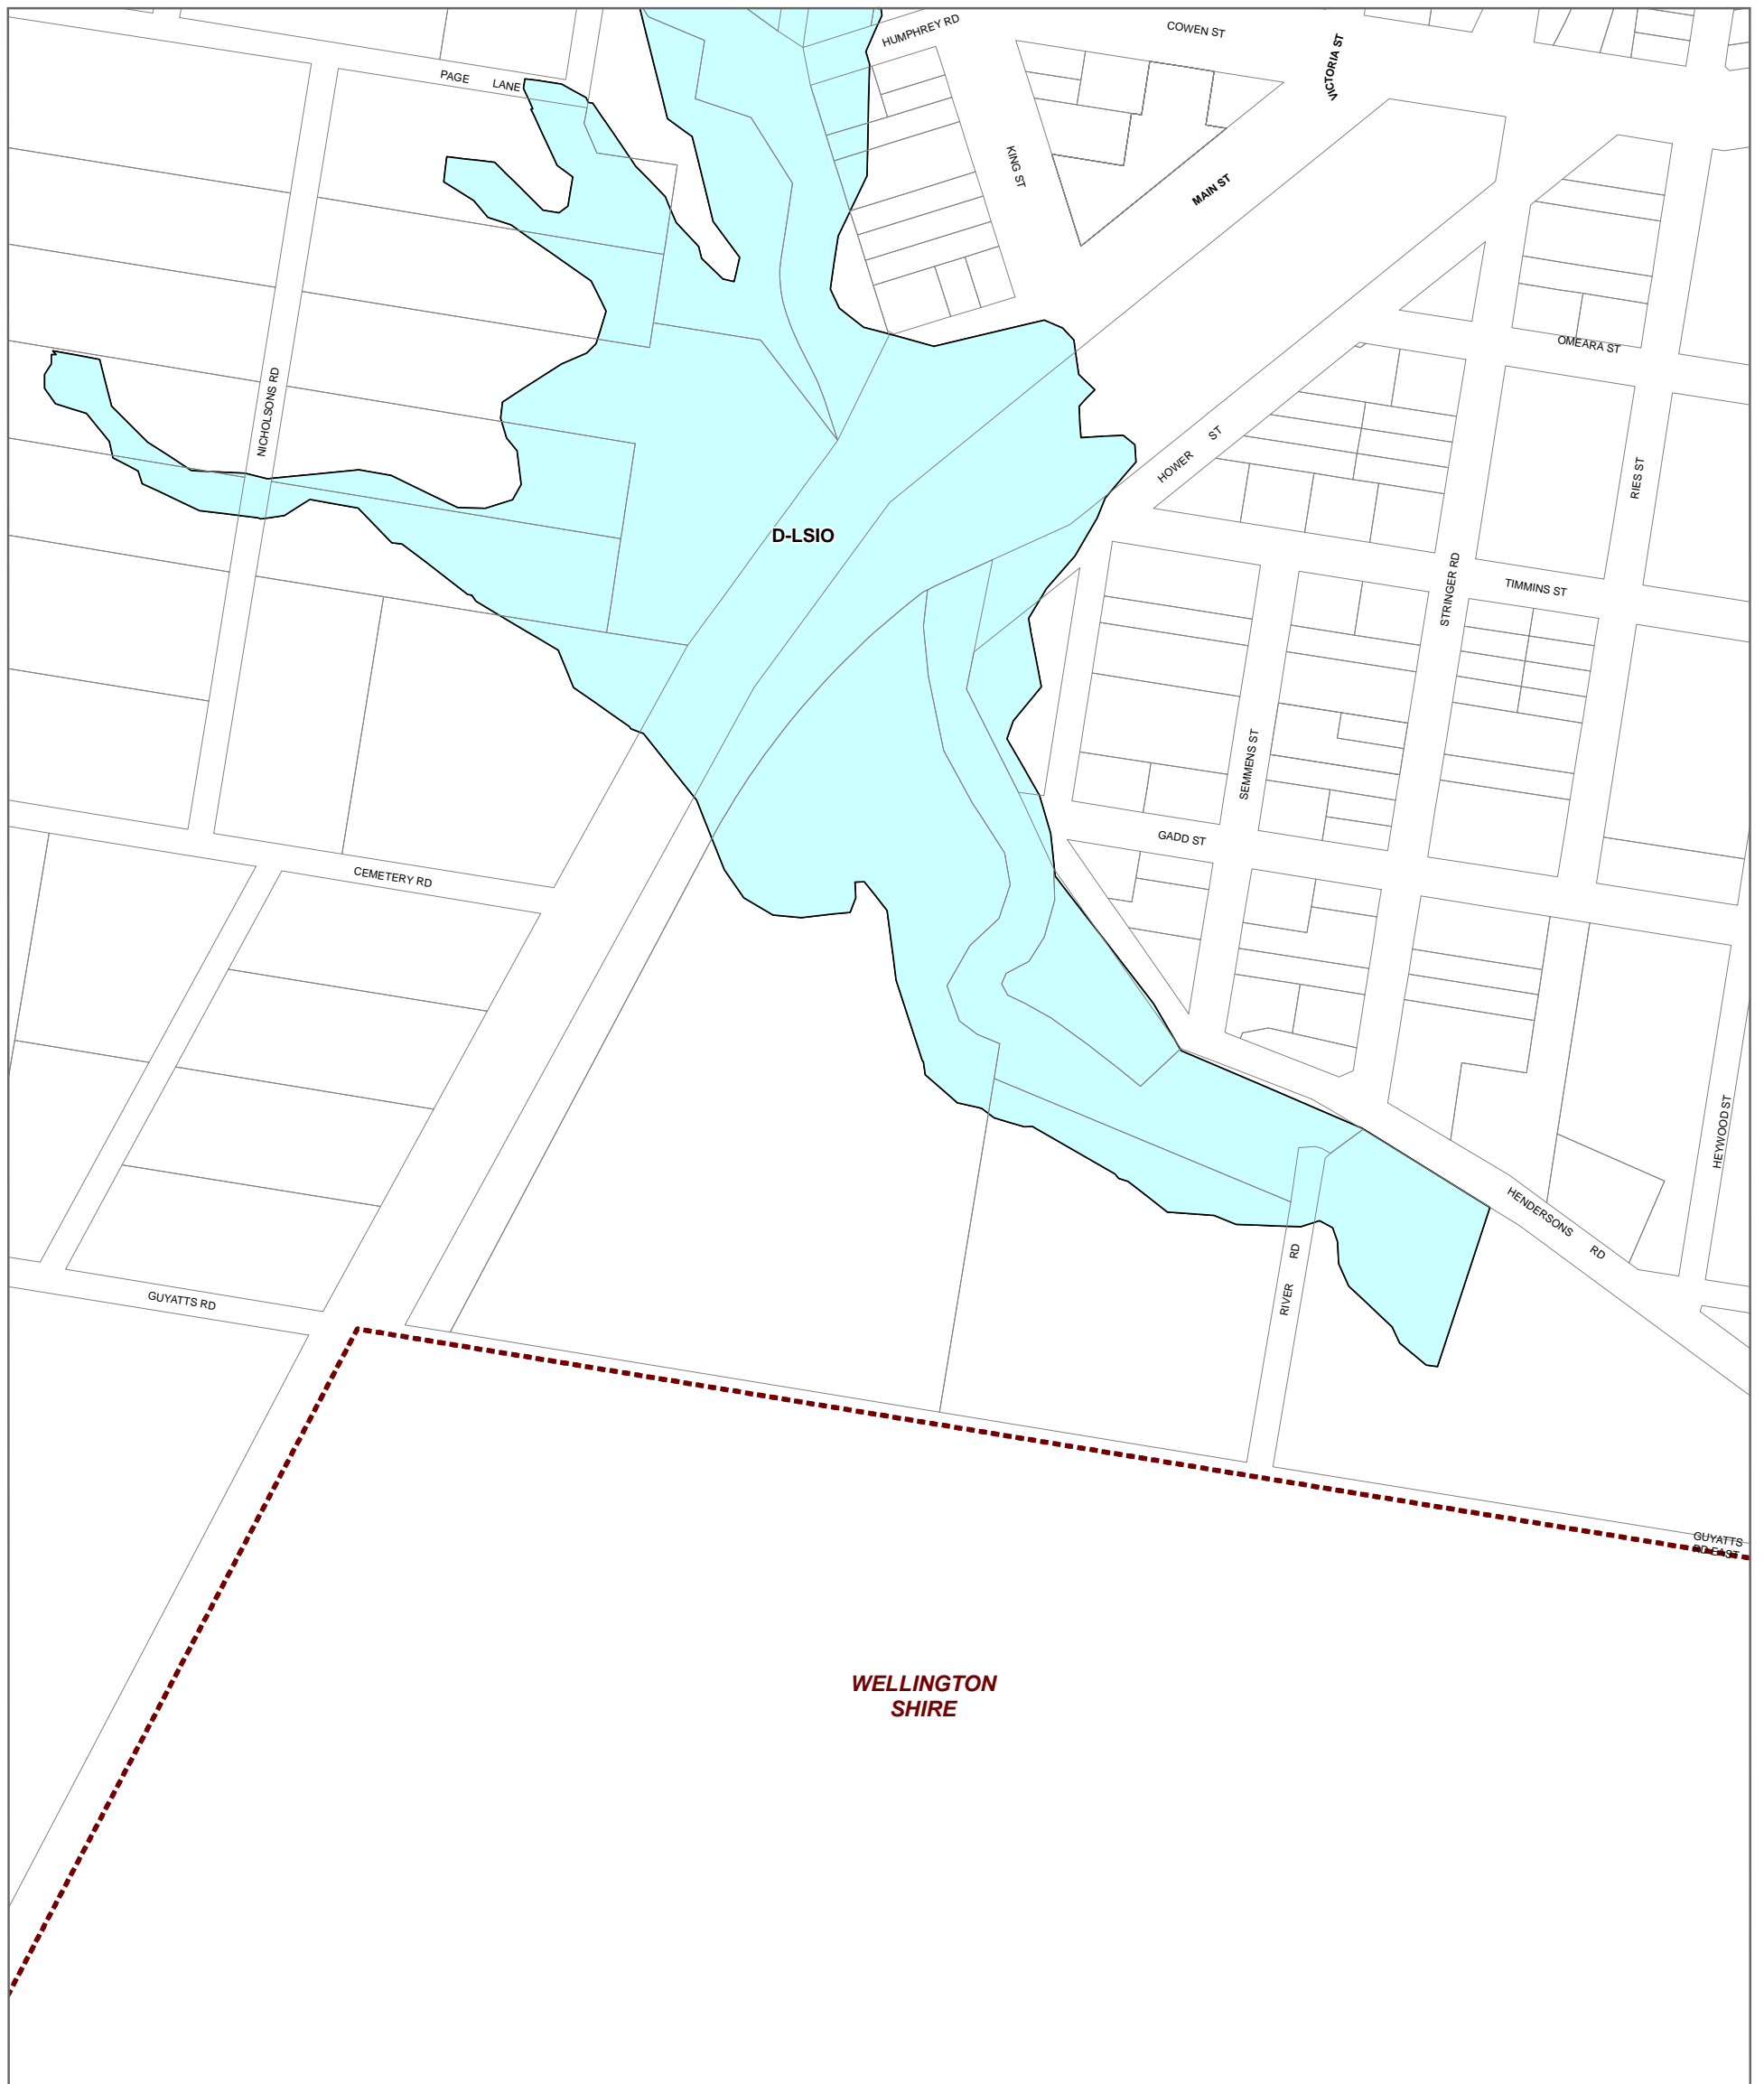 HUMPHREY RD
COWEN ST
VICTORIA ST
PAGE LANE
KING ST
MAIN ST
OMEARA ST
NICHOLSONS RD
HOWER ST
RIES ST
D-LSIO
STRINGER RD
TIMMINS ST
SEMMENS ST
GADD ST
CEMETERY RD
HEYWOOD ST
HENDERSONS RD
RIVER RD
GUYATTS RD
GUYATTS
RD EAST
WELLINGTON
SHIRE